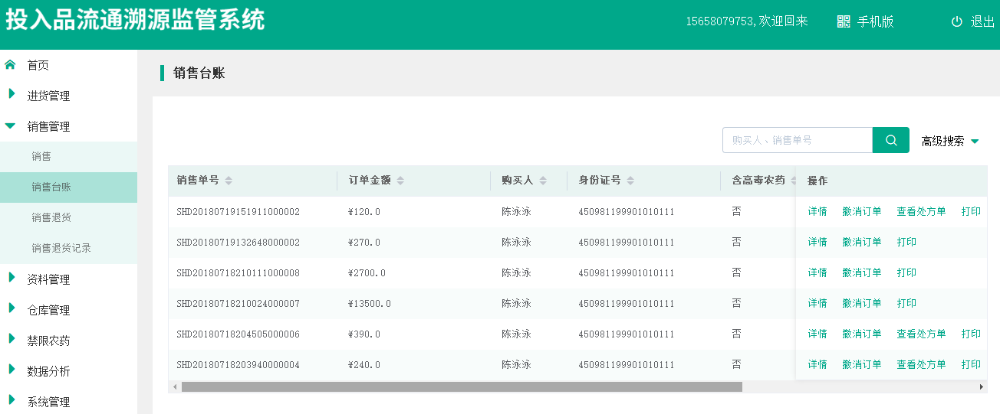 投入品流通溯源监管系统
15658079753,欢迎回来 手机版 退出
首页
进货管理
销售管理
销售
销售台账
销售退货
销售退货记录
资料管理
仓库管理
禁限农药
数据分析
系统管理
销售台账
购买人、销售单号 高级搜索
销售单号 订单金额 购买人 身份证号 含高毒农药 操作
SHD20180719151911000002 ¥120.0 陈泳泳 450981199901010111 否 详情 撤消订单 查看处方单 打印
SHD20180719132648000002 ¥270.0 陈泳泳 450981199901010111 否 详情 撤消订单 打印
SHD20180718210111000008 ¥2700.0 陈泳泳 450981199901010111 否 详情 撤消订单 打印
SHD20180718210024000007 ¥13500.0 陈泳泳 450981199901010111 否 详情 撤消订单 打印
SHD20180718204505000006 ¥390.0 陈泳泳 450981199901010111 否 详情 撤消订单 查看处方单 打印
SHD20180718203940000004 ¥240.0 陈泳泳 450981199901010111 否 详情 撤消订单 查看处方单 打印